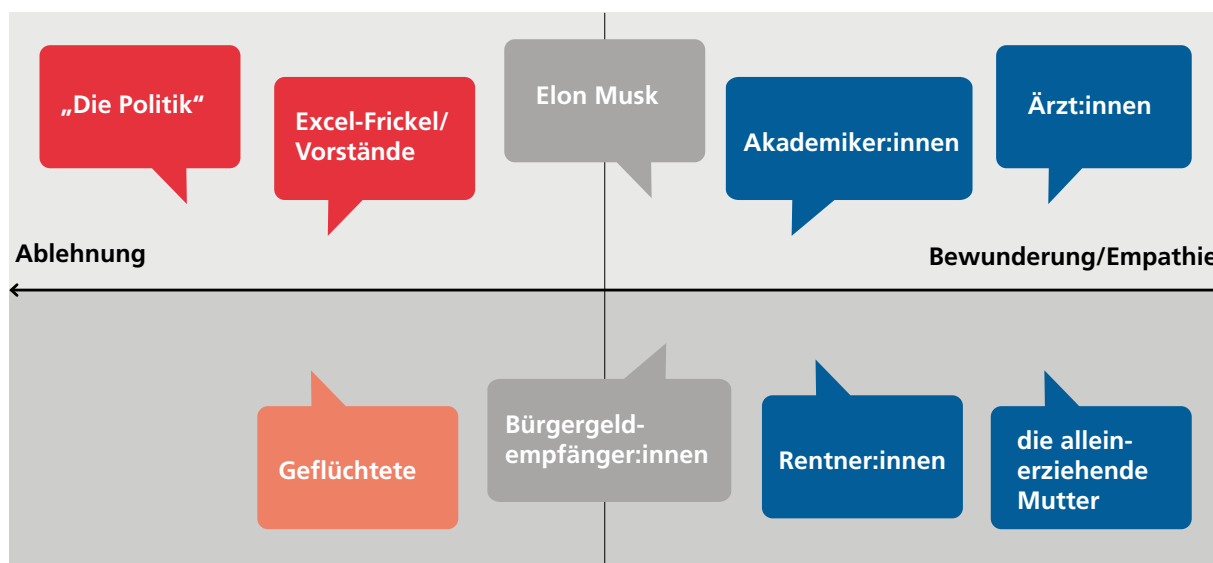 „Die Politik“
Excel-Frickel/
Vorstände
Elon Musk
Akademiker:innen
Ärzt:innen
Ablehnung
Bewunderung/Empathie
Geflüchtete
Bürgergeld-
empfänger:innen
Rentner:innen
die allein-
erziehende
Mutter